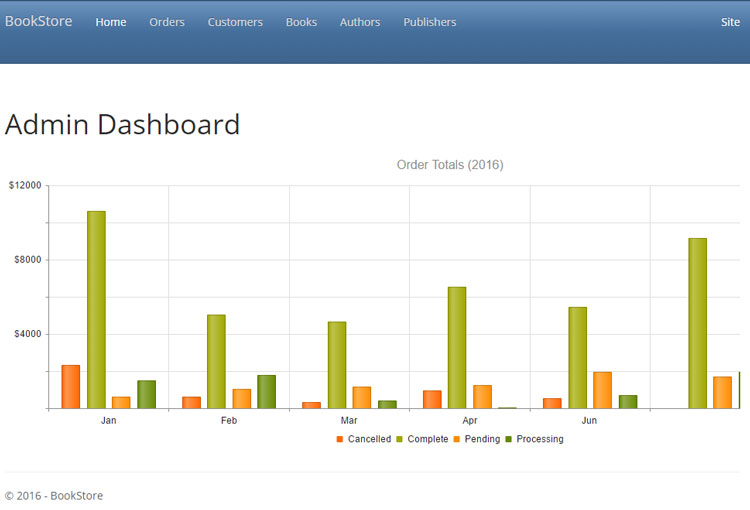 BookStore Home Orders Customers Books Authors Publishers Site
Admin Dashboard
Order Totals (2016)
$12000
$8000
$4000
Jan Feb Mar Apr Jun
Cancelled Complete Pending Processing
© 2016 - BookStore